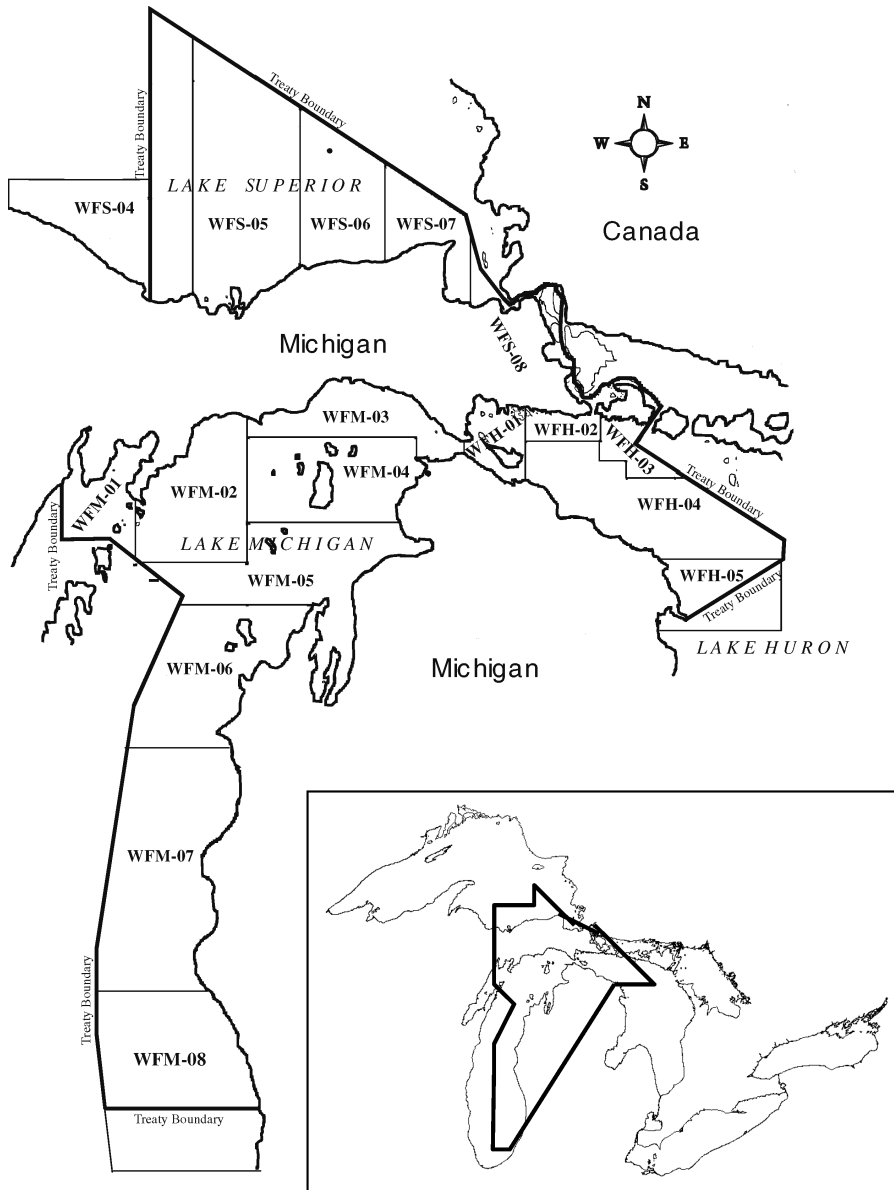 Treaty Boundary
Treaty Boundary
N
W E
S
LAKE SUPERIOR
WFS-04
WFS-05
WFS-06
WFS-07
Canada
WFS-08
Michigan
WFM-03
WFH-01
WFH-02
WFH-03
WFM-04
WFM-02
WFM-01
Treaty Boundary
WFH-04
Treaty Boundary
LAKE MICHIGAN
WFM-05
WFH-05
Treaty Boundary
LAKE HURON
WFM-06
Michigan
WFM-07
Treaty Boundary
WFM-08
Treaty Boundary